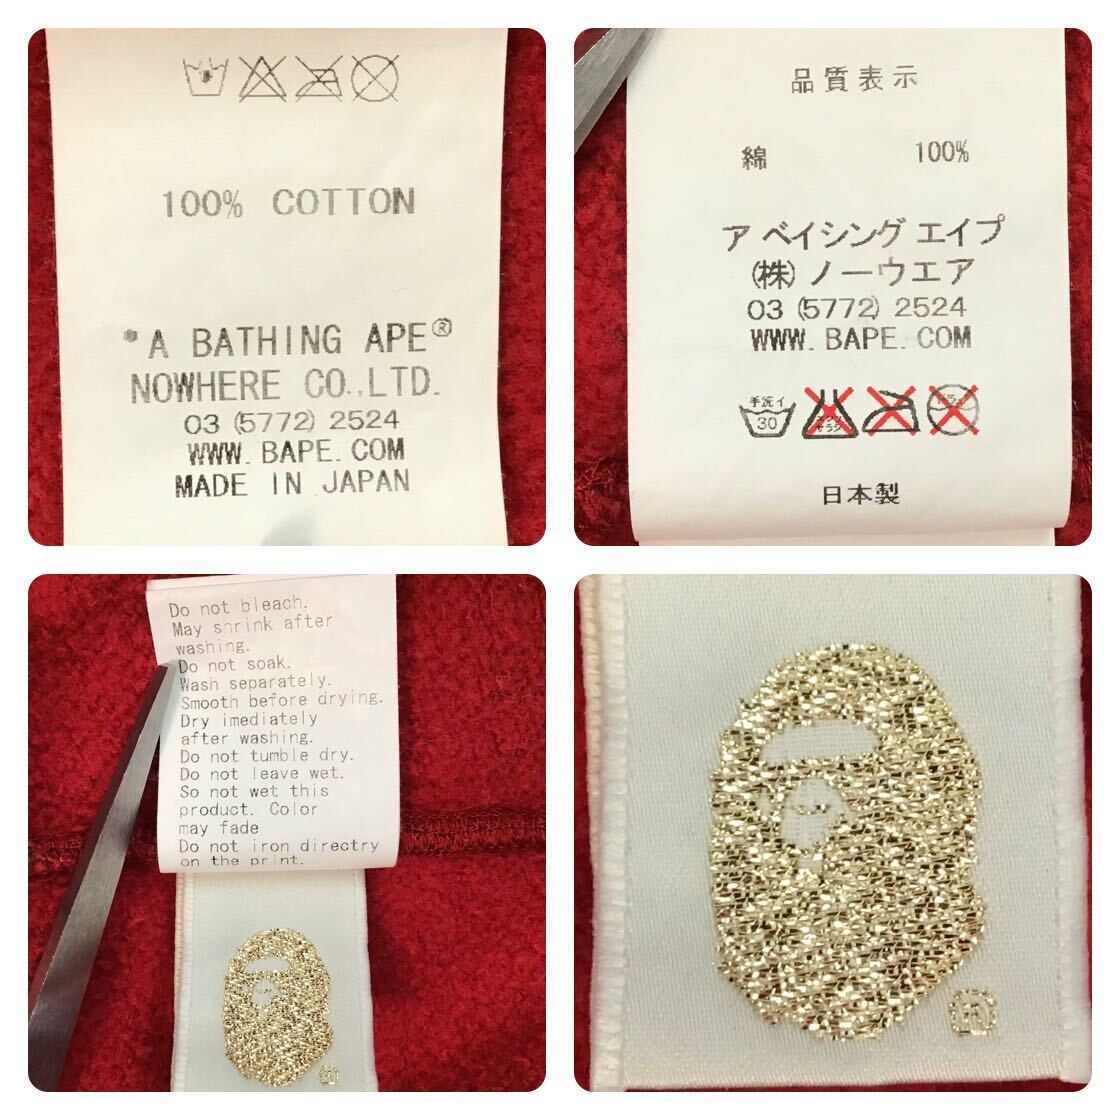 100% COTTON
*A BATHING APE®
NOWHERE CO.,LTD.
03 (5772) 2524
WWW. BAPE. COM
MADE IN JAPAN
品質表示
綿 100%
ア ベイシング エイプ
(株) ノーウエア
03 (5772) 2524
WWW. BAPE. COM
手洗イ
30
日本製
Do not bleach.
May shrink after
washing.
Do not soak.
Wash separately.
Smooth before drying.
Dry imediately
after washing.
Do not tumble dry.
Do not leave wet.
So not wet this
product. Color
may fade
Do not iron directry
on the print.